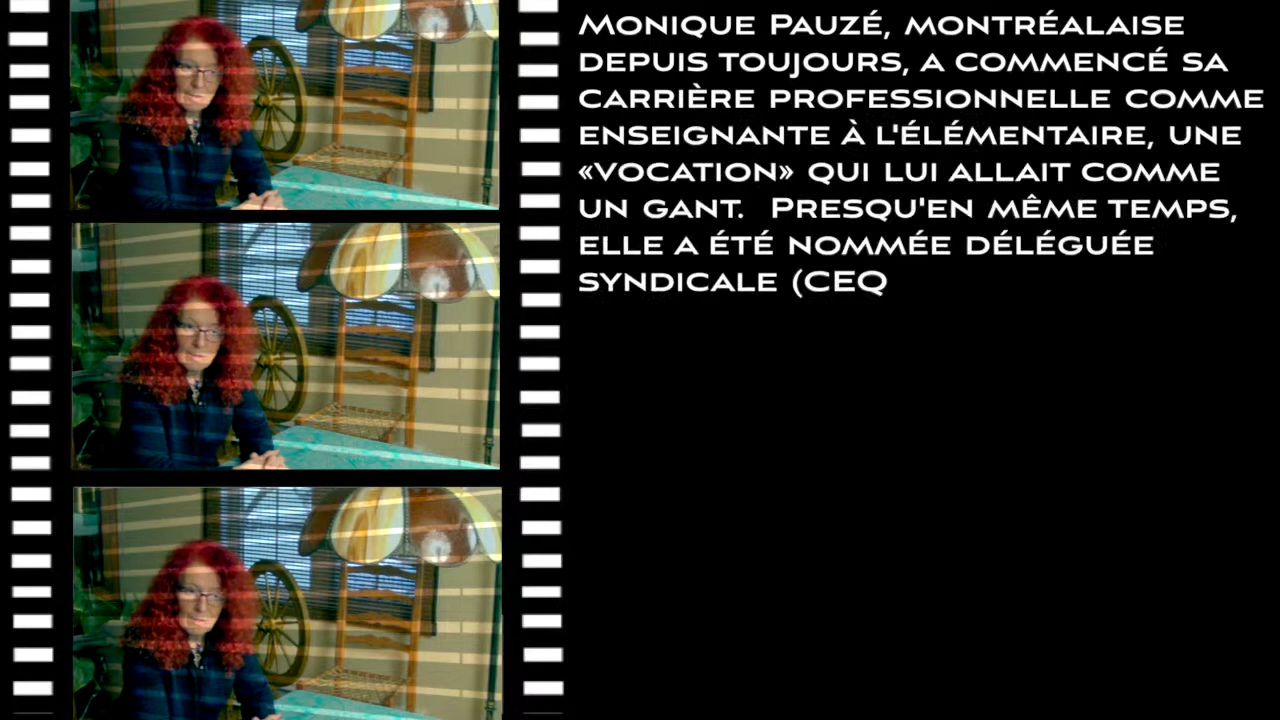 Monique Pauzé, montréalaise
depuis toujours, a commencé sa
carrière professionnelle comme
enseignante à l'élémentaire, une
«vocation» qui lui allait comme
un gant.  Presqu'en même temps,
elle a été nommée déléguée
syndicale (CEQ